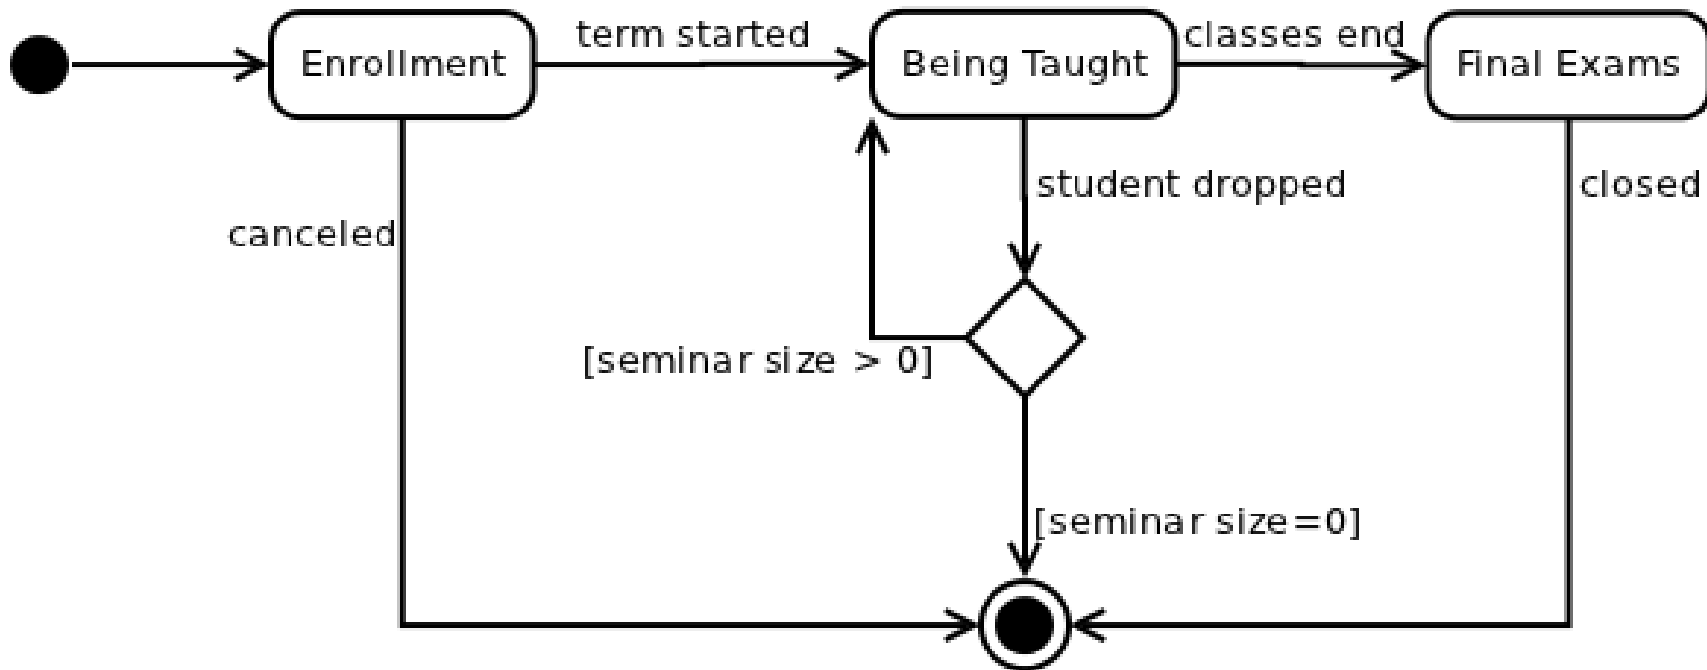 Enrollment
term started
Being Taught
classes end
Final Exams
canceled
student dropped
closed
[seminar size > 0]
[seminar size=0]